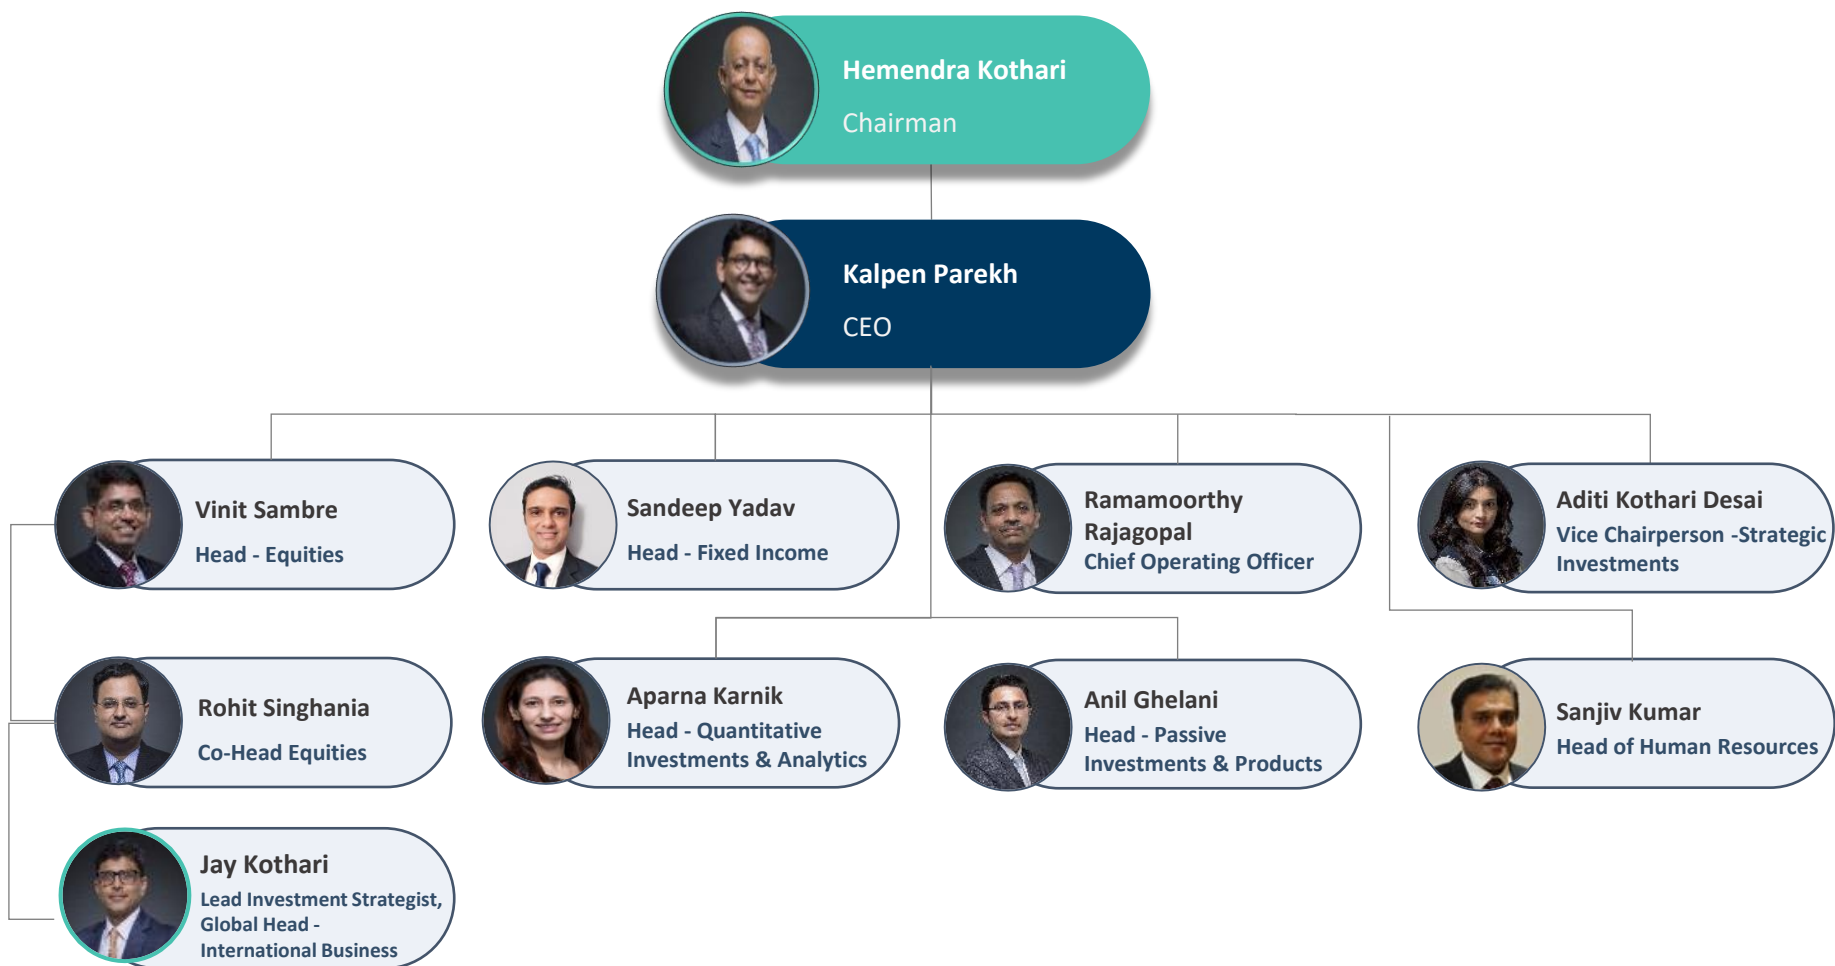 Hemendra Kothari
Chairman
Kalpen Parekh
CEO
Vinit Sambre
Head - Equities
Sandeep Yadav
Head - Fixed Income
Ramamoorthy
Rajagopal
Chief Operating Officer
Aditi Kothari Desai
Vice Chairperson -Strategic
Investments
Rohit Singhania
Co-Head Equities
Aparna Karnik
Head - Quantitative
Investments & Analytics
Anil Ghelani
Head - Passive
Investments & Products
Sanjiv Kumar
Head of Human Resources
Jay Kothari
Lead Investment Strategist,
Global Head -
International Business